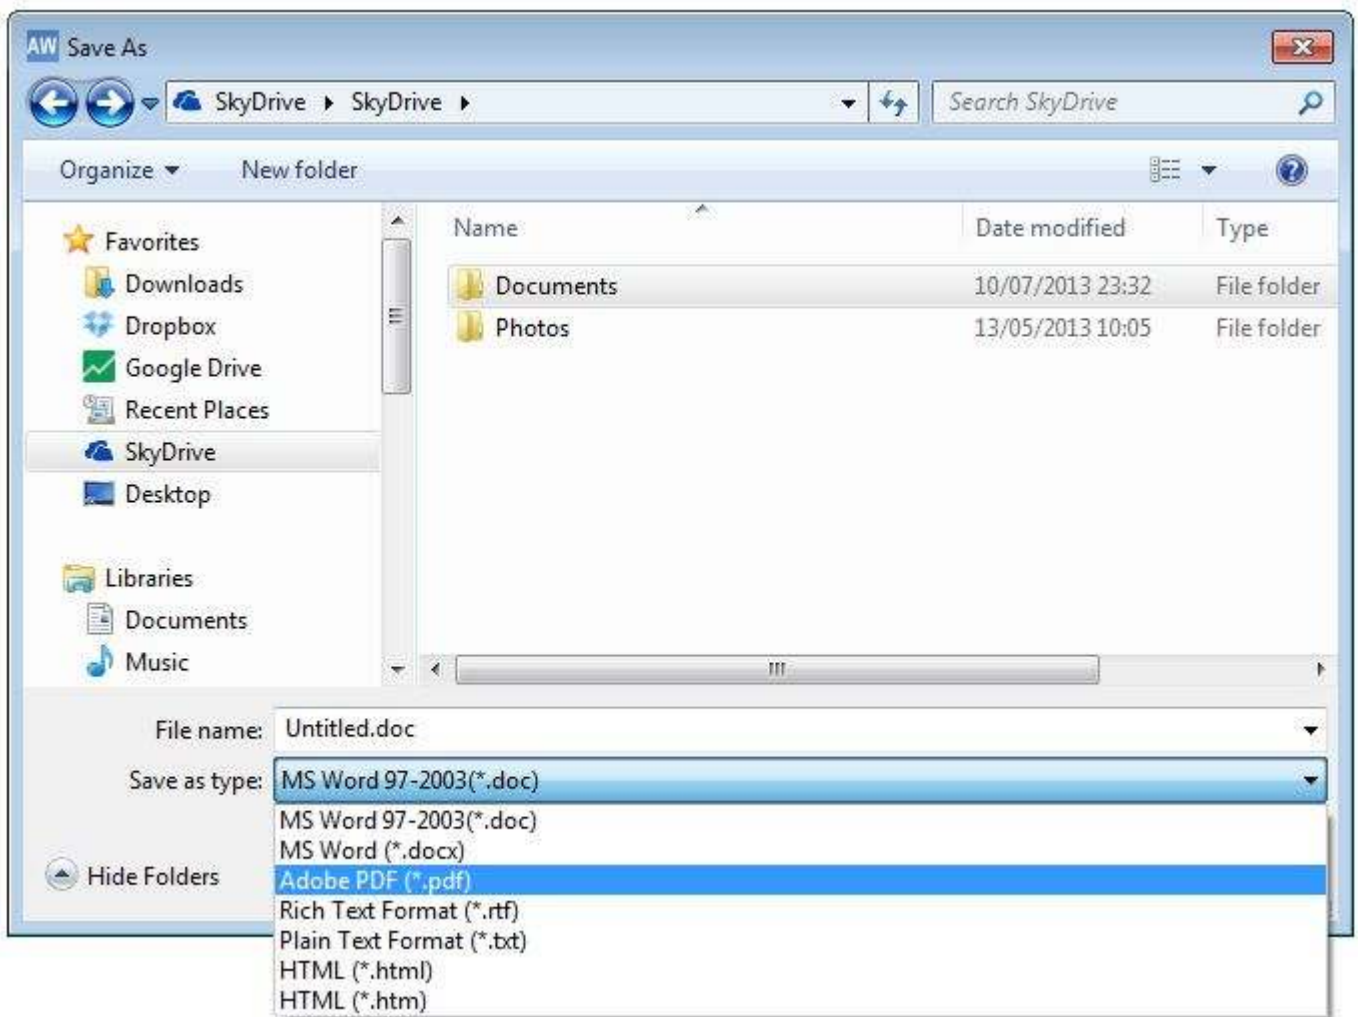 AW Save As
SkyDrive SkyDrive Search SkyDrive
Organize New folder
Name Date modified Type
Favorites
Downloads
Dropbox
Google Drive
Recent Places
SkyDrive
Desktop
Libraries
Documents
Music
Documents 10/07/2013 23:32 File folder
Photos 13/05/2013 10:05 File folder
File name: Untitled.doc
Save as type: MS Word 97-2003(*.doc)
MS Word 97-2003(*.doc)
MS Word (*.docx)
Adobe PDF (*.pdf)
Rich Text Format (*.rtf)
Plain Text Format (*.txt)
HTML (*.html)
HTML (*.htm)
Hide Folders